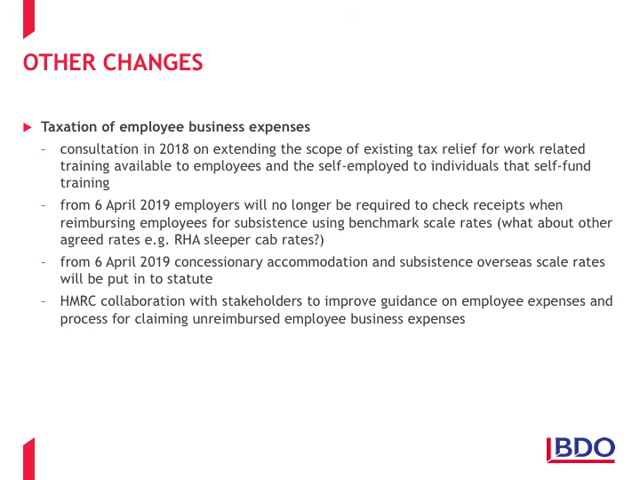 OTHER CHANGES
Taxation of employee business expenses
– consultation in 2018 on extending the scope of existing tax relief for work related
training available to employees and the self-employed to individuals that self-fund
training
– from 6 April 2019 employers will no longer be required to check receipts when
reimbursing employees for subsistence using benchmark scale rates (what about other
agreed rates e.g. RHA sleeper cab rates?)
– from 6 April 2019 concessionary accommodation and subsistence overseas scale rates
will be put in to statute
– HMRC collaboration with stakeholders to improve guidance on employee expenses and
process for claiming unreimbursed employee business expenses
BDO